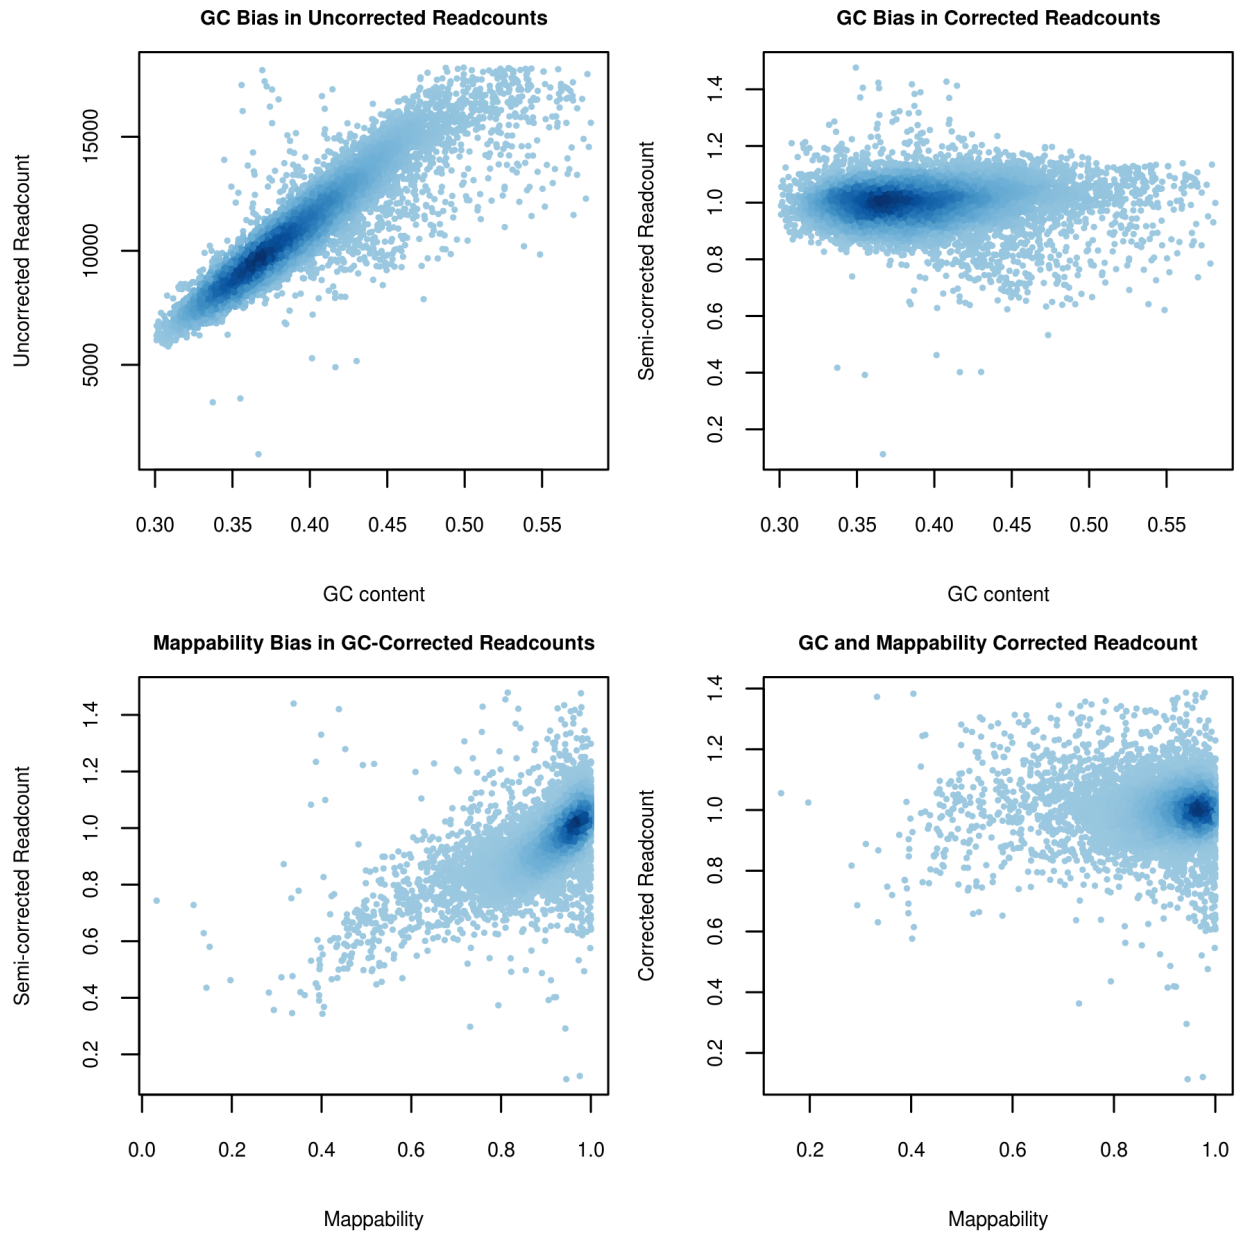 GC Bias in Uncorrected Readcounts
Uncorrected Readcount
15000
10000
5000
0.30 0.35 0.40 0.45 0.50 0.55
GC content
GC Bias in Corrected Readcounts
Semi-corrected Readcount
1.4
1.2
1.0
0.8
0.6
0.4
0.2
0.30 0.35 0.40 0.45 0.50 0.55
GC content
Mappability Bias in GC-Corrected Readcounts
Semi-corrected Readcount
1.4
1.2
1.0
0.8
0.6
0.4
0.2
0.0 0.2 0.4 0.6 0.8 1.0
Mappability
GC and Mappability Corrected Readcount
Corrected Readcount
1.4
1.2
1.0
0.8
0.6
0.4
0.2
0.2 0.4 0.6 0.8 1.0
Mappability